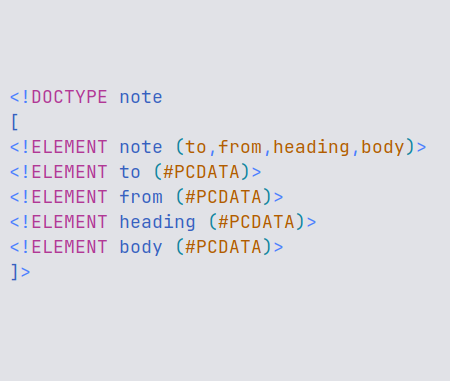 <!DOCTYPE note
[
<!ELEMENT note (to,from,heading,body)>
<!ELEMENT to (#PCDATA)>
<!ELEMENT from (#PCDATA)>
<!ELEMENT heading (#PCDATA)>
<!ELEMENT body (#PCDATA)>
]>